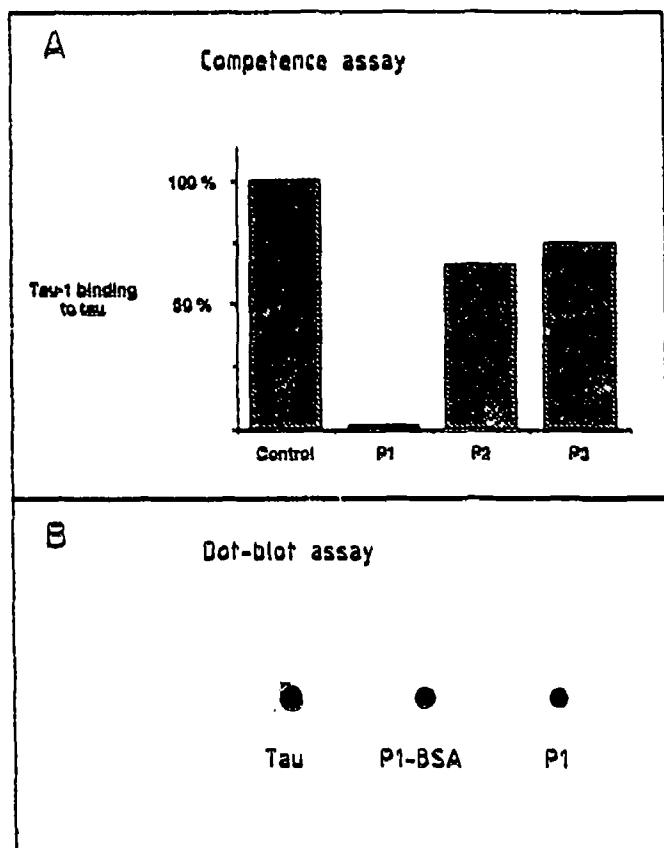 A
Competence assay
100 %
Tau-1 binding
to tau
50 %
Control P1 P2 P3
B
Dot-blot assay
Tau P1-BSA P1